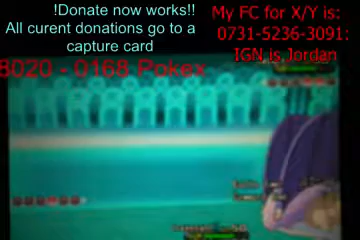 !Donate now works!!
All curent donations go to a
capture card
My FC for X/Y is:
0731-5236-3091:
IGN is Jordan
8020 - 0168 Pokex